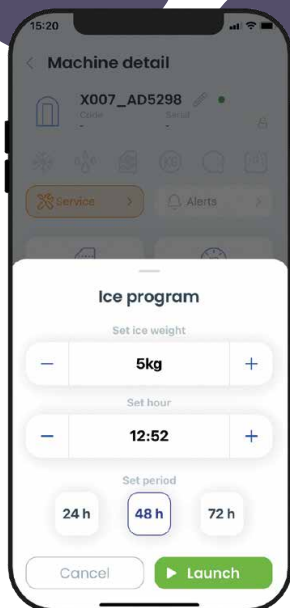 15:20
Machine detail
X007_AD5298
Code Serial
- -
Service Alerts
Ice program
Set ice weight
− 5kg +
Set hour
− 12:52 +
Set period
24 h 48 h 72 h
Cancel Launch